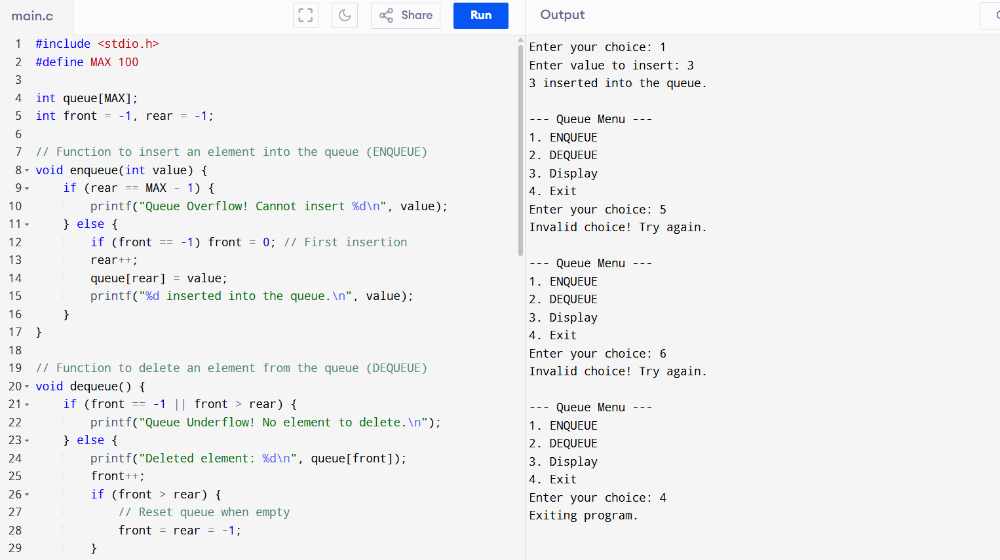 main.c
Share
Run
Output
1 #include <stdio.h>
2 #define MAX 100
3
4 int queue[MAX];
5 int front = -1, rear = -1;
6
7 // Function to insert an element into the queue (ENQUEUE)
8 void enqueue(int value) {
9     if (rear == MAX - 1) {
10         printf("Queue Overflow! Cannot insert %d\n", value);
11     } else {
12         if (front == -1) front = 0; // First insertion
13         rear++;
14         queue[rear] = value;
15         printf("%d inserted into the queue.\n", value);
16     }
17 }
18
19 // Function to delete an element from the queue (DEQUEUE)
20 void dequeue() {
21     if (front == -1 || front > rear) {
22         printf("Queue Underflow! No element to delete.\n");
23     } else {
24         printf("Deleted element: %d\n", queue[front]);
25         front++;
26         if (front > rear) {
27             // Reset queue when empty
28             front = rear = -1;
29         }
Enter your choice: 1
Enter value to insert: 3
3 inserted into the queue.

--- Queue Menu ---
1. ENQUEUE
2. DEQUEUE
3. Display
4. Exit
Enter your choice: 5
Invalid choice! Try again.

--- Queue Menu ---
1. ENQUEUE
2. DEQUEUE
3. Display
4. Exit
Enter your choice: 6
Invalid choice! Try again.

--- Queue Menu ---
1. ENQUEUE
2. DEQUEUE
3. Display
4. Exit
Enter your choice: 4
Exiting program.